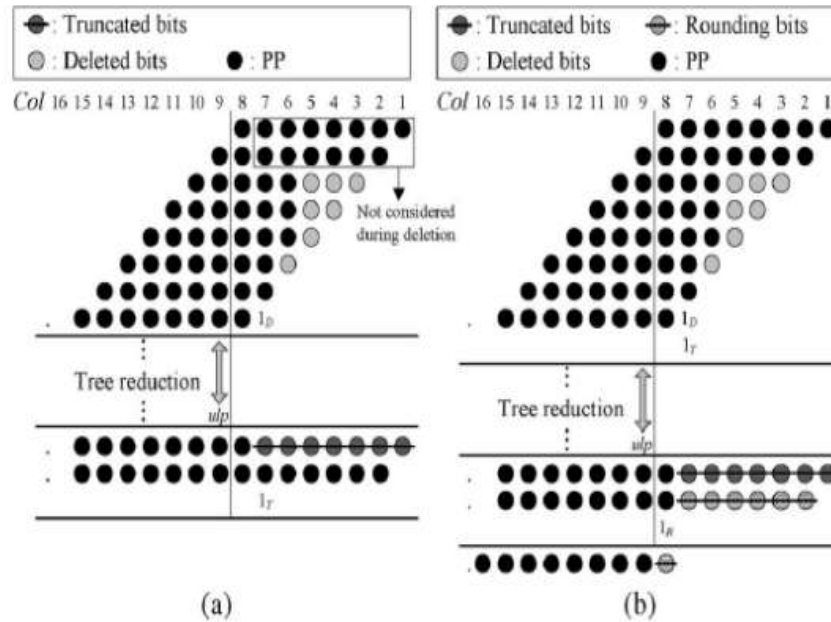 : Truncated bits
: Deleted bits : PP
Col 16 15 14 13 12 11 10 9 8 7 6 5 4 3 2 1
Not considered
during deletion
1D
Tree reduction
ulp
1T
(a)
: Truncated bits : Rounding bits
: Deleted bits : PP
Col 16 15 14 13 12 11 10 9 8 7 6 5 4 3 2 1
1D
1T
Tree reduction
ulp
1R
(b)